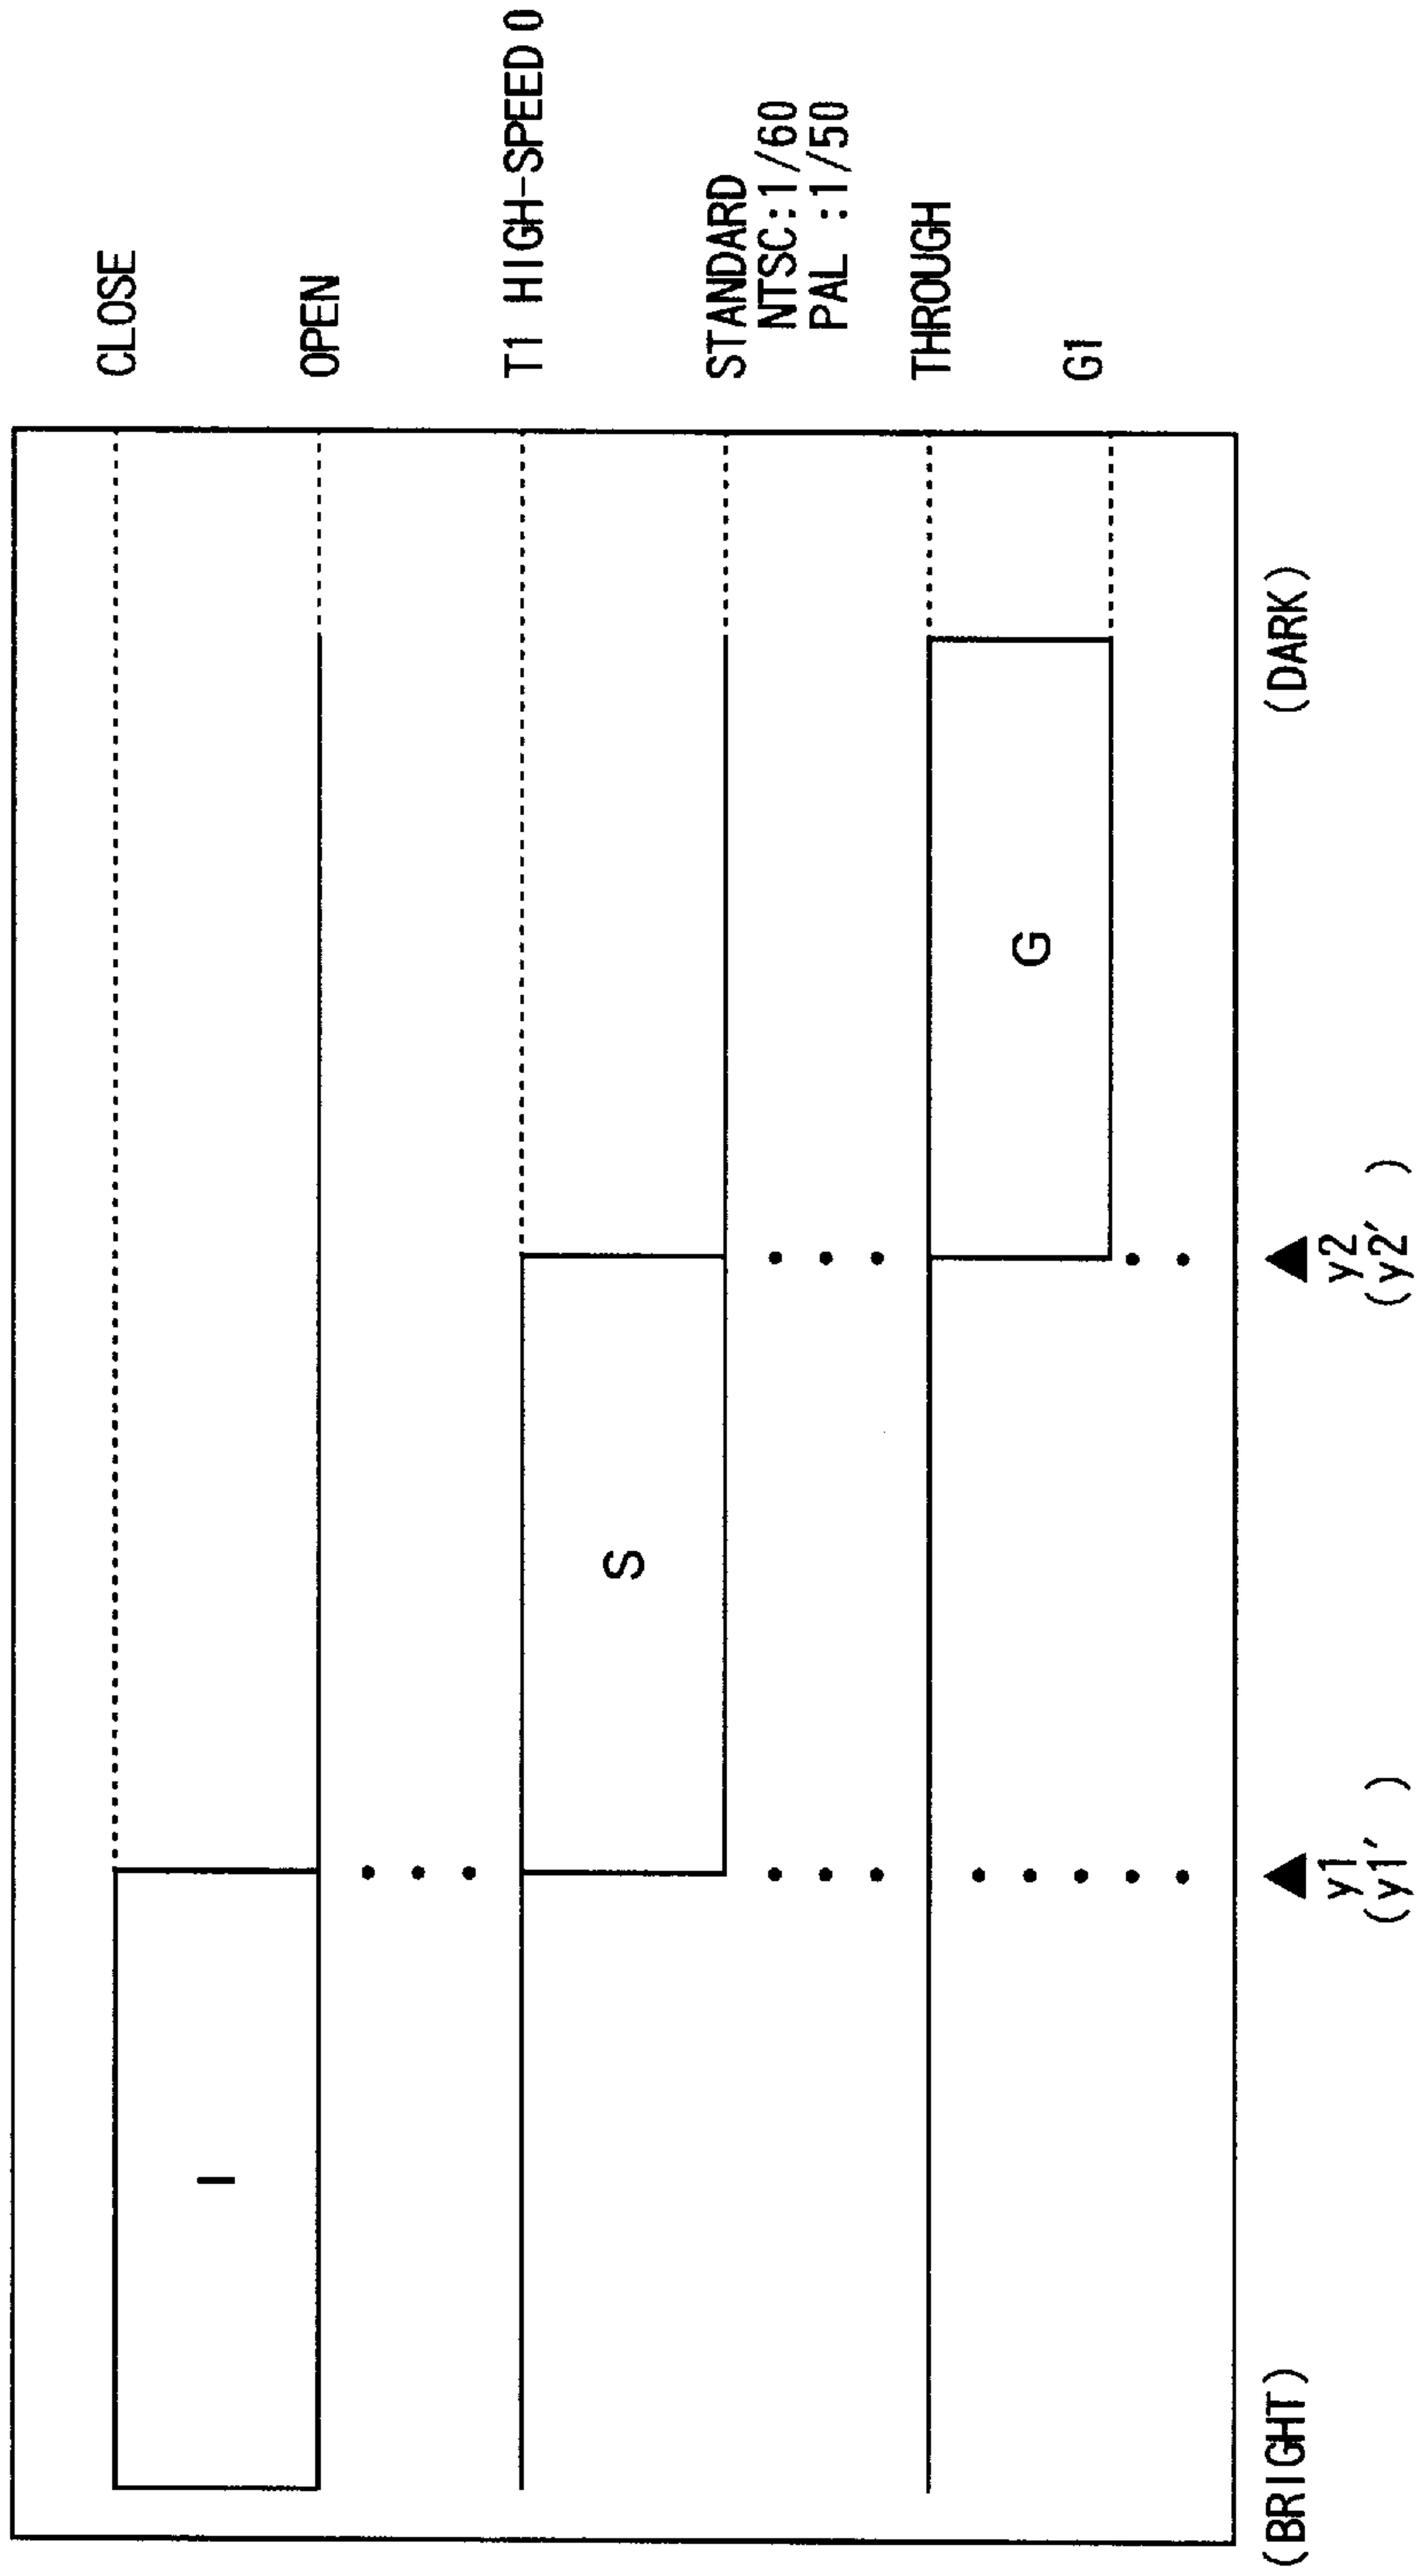 CLOSE
OPEN
T1 HIGH-SPEED 0
STANDARD
NTSC:1/60
PAL :1/50
THROUGH
G1
I
S
G
(BRIGHT)
y1
(y1′ )
y2
(y2′ )
(DARK)